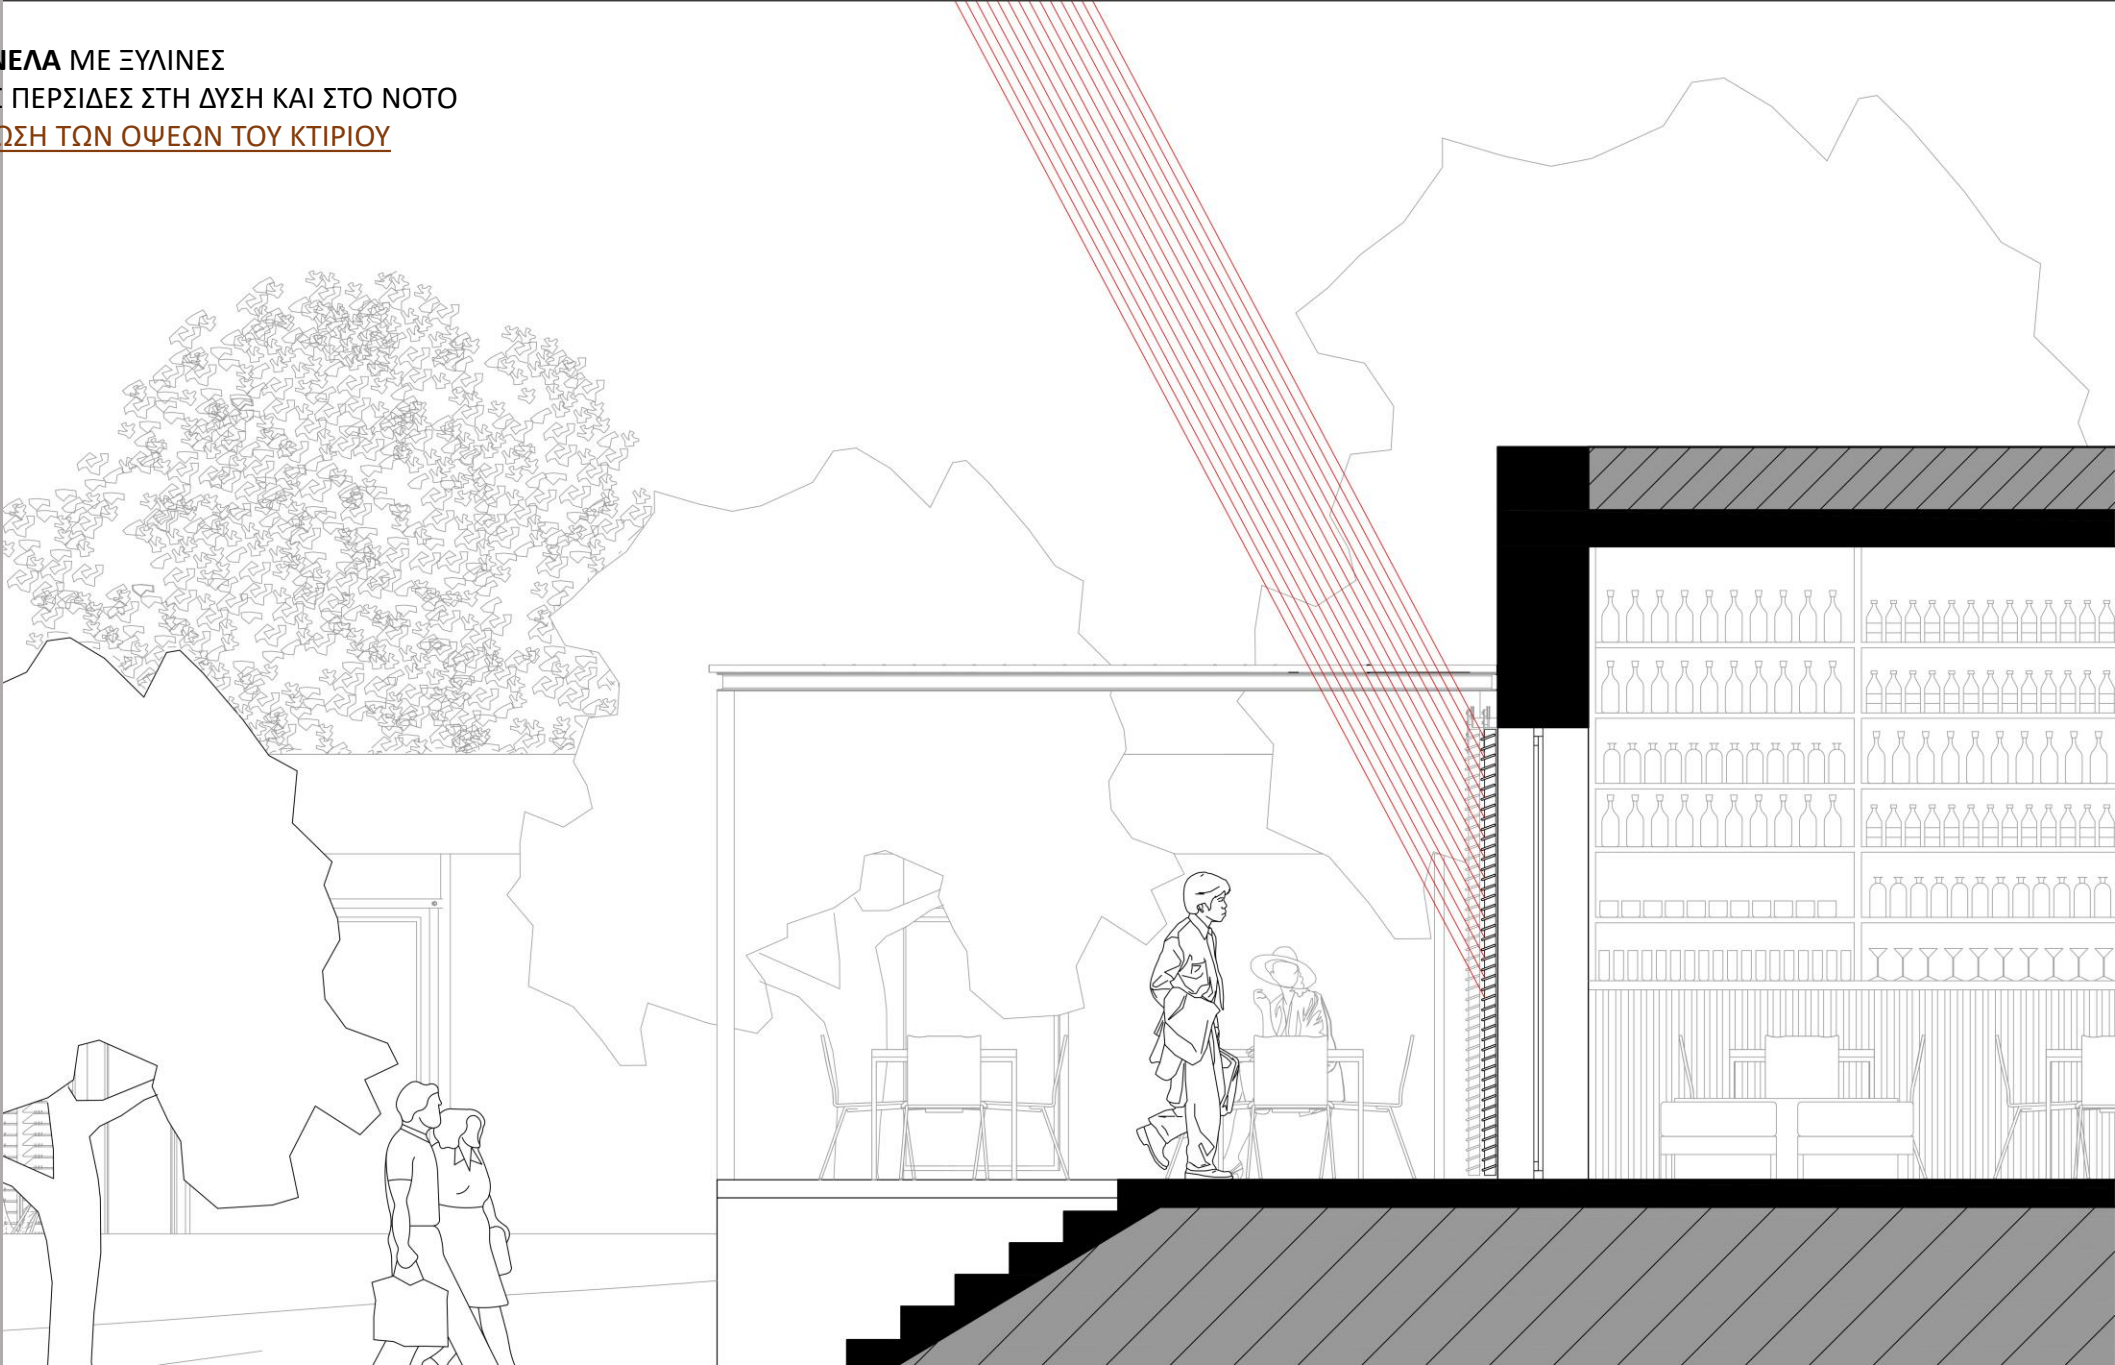 ΝΕΛΑ ΜΕ ΞΥΛΙΝΕΣ
ΠΕΡΣΙΔΕΣ ΣΤΗ ΔΥΣΗ ΚΑΙ ΣΤΟ ΝΟΤΟ
ΩΣΗ ΤΩΝ ΟΨΕΩΝ ΤΟΥ ΚΤΙΡΙΟΥ